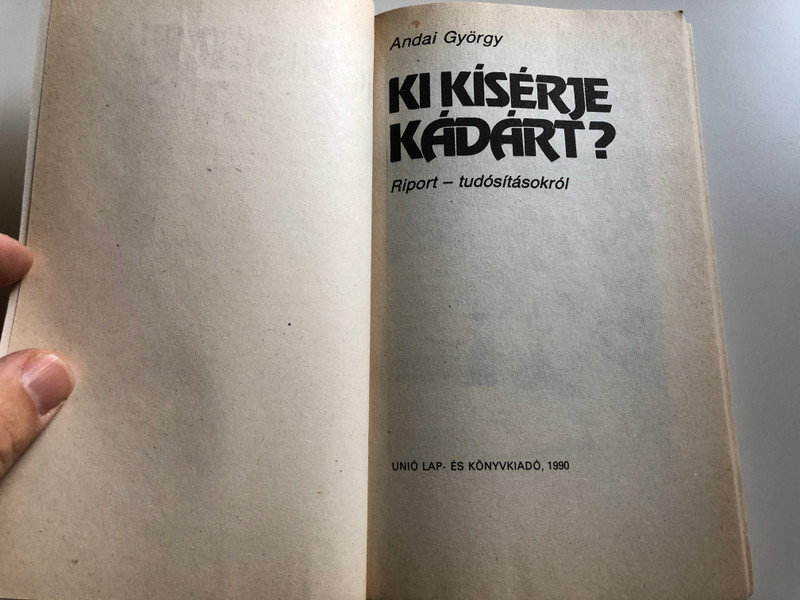 Andai György
KI KÍSÉRJE
KÁDÁRT?
Riport – tudósításokról
UNIÓ LAP- ÉS KÖNYVKIADÓ, 1990